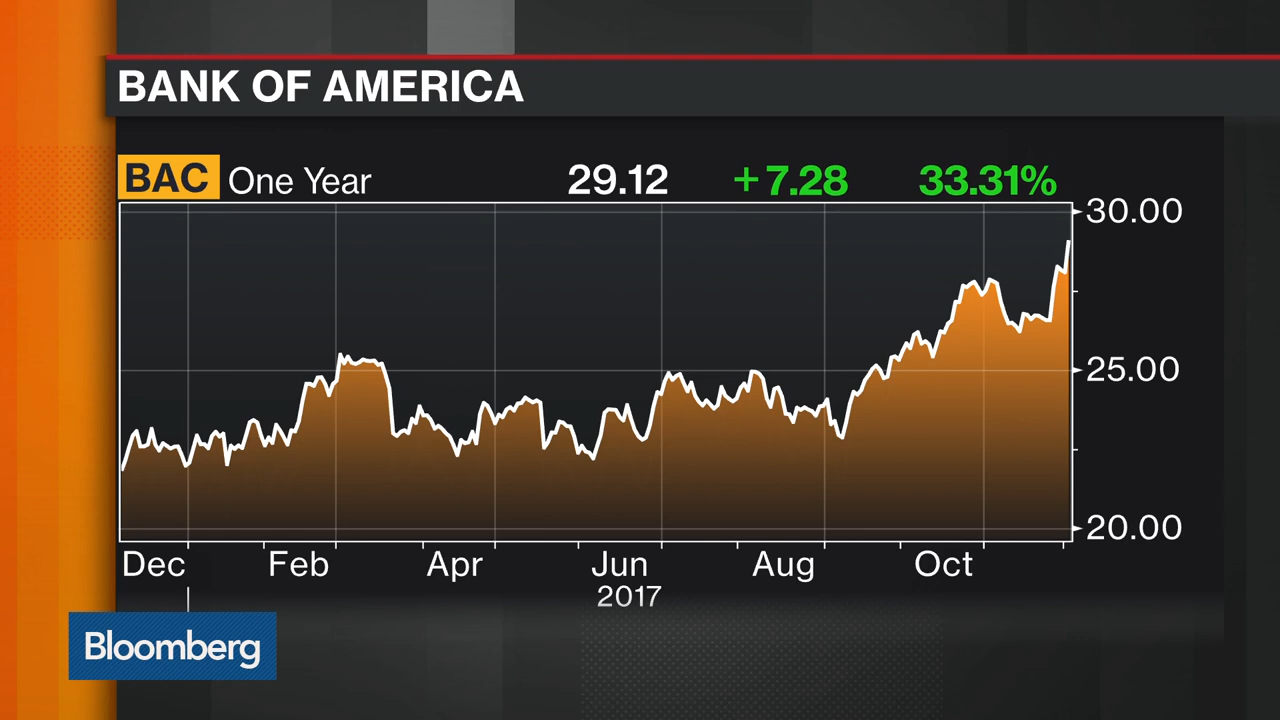 BANK OF AMERICA
BAC One Year 29.12 +7.28 33.31%
30.00
25.00
20.00
Dec Feb Apr Jun Aug Oct
2017
Bloomberg